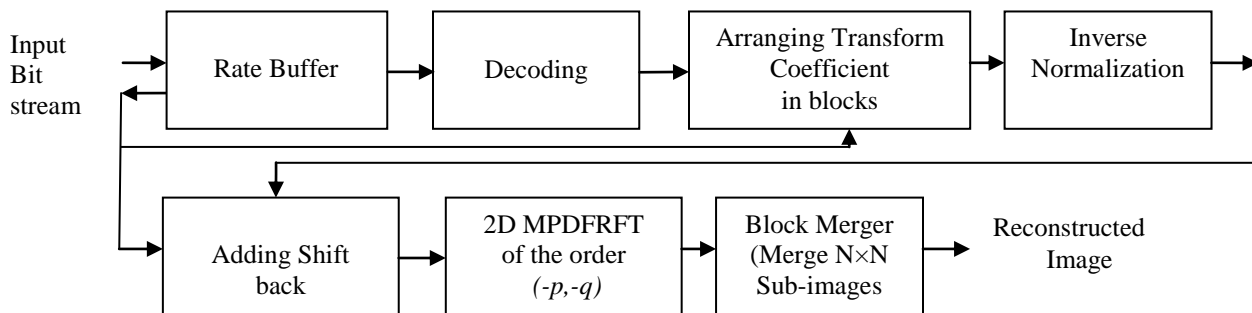 Input
Bit
stream
Rate Buffer
Decoding
Arranging Transform
Coefficient
in blocks
Inverse
Normalization
Adding Shift
back
2D MPDFRFT
of the order
(-p,-q)
Block Merger
(Merge N×N
Sub-images
Reconstructed
Image